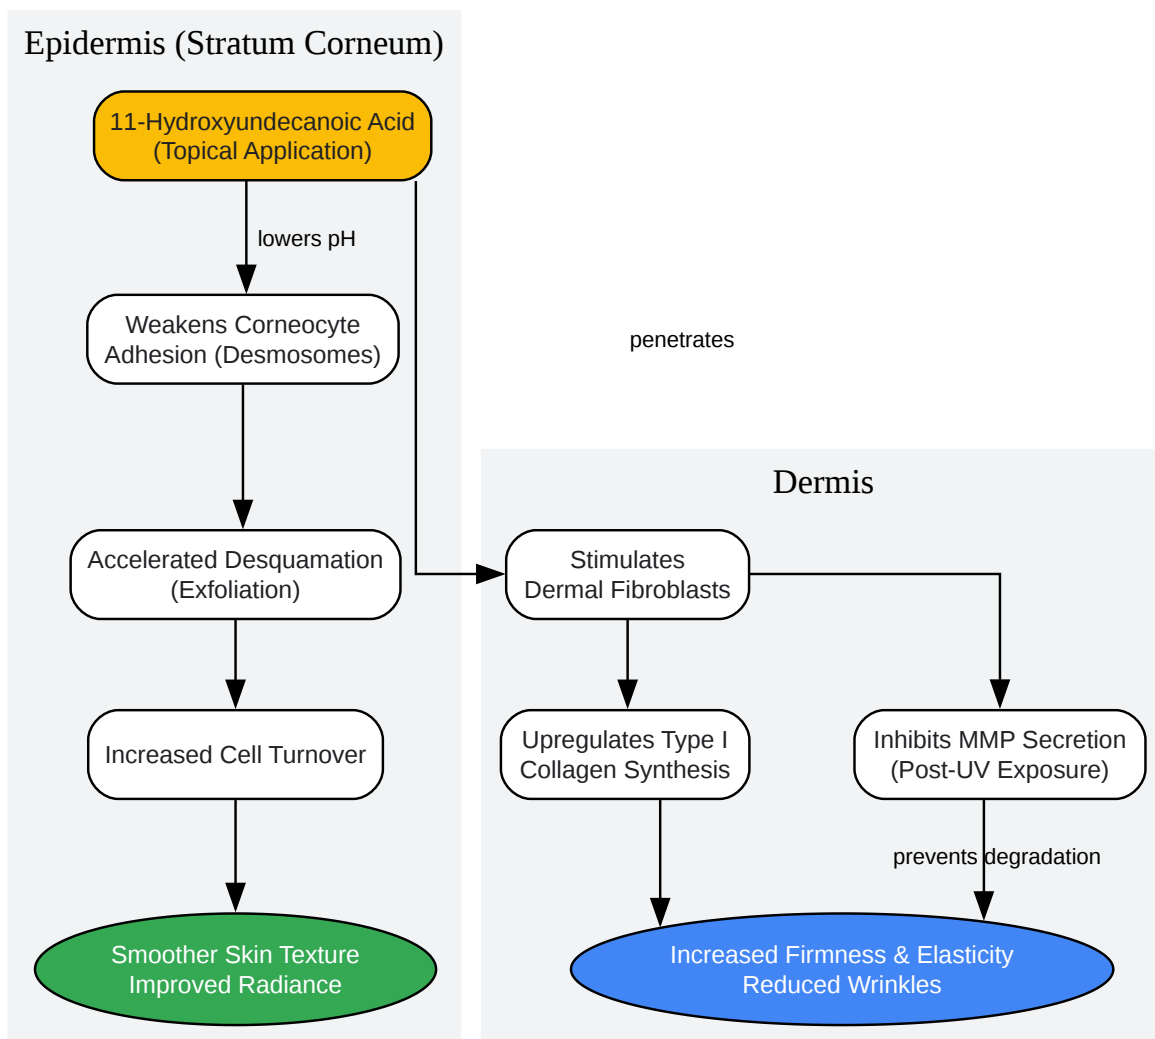 Epidermis (Stratum Corneum)
11-Hydroxyundecanoic Acid
(Topical Application)
lowers pH
Weakens Corneocyte
Adhesion (Desmosomes)
penetrates
Dermis
Accelerated Desquamation
(Exfoliation)
Stimulates
Dermal Fibroblasts
Increased Cell Turnover
Upregulates Type I
Collagen Synthesis
Inhibits MMP Secretion
(Post-UV Exposure)
prevents degradation
Smoother Skin Texture
Improved Radiance
Increased Firmness & Elasticity
Reduced Wrinkles